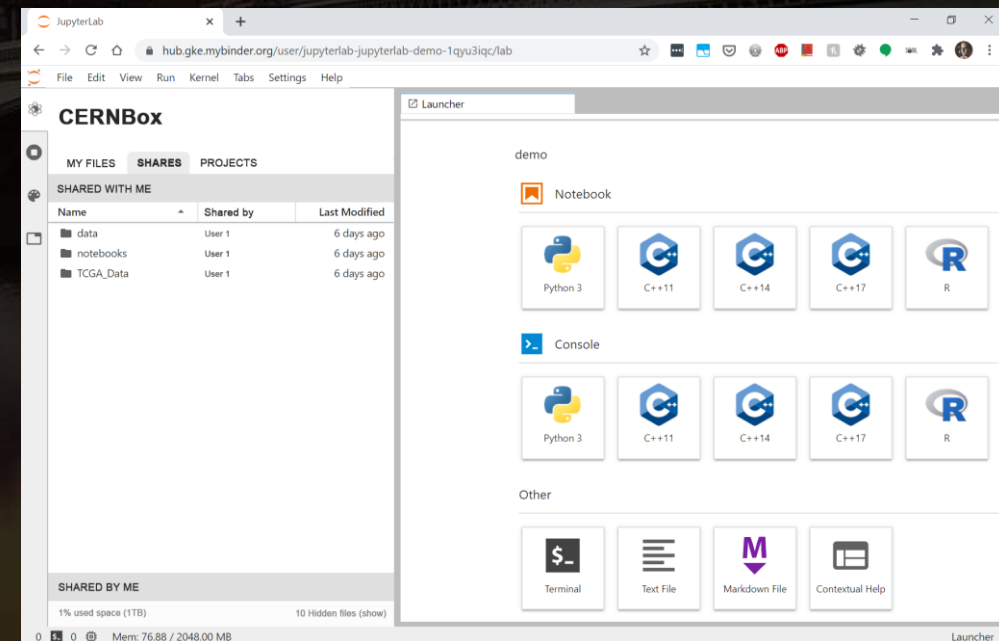 JupyterLab
hub.gke.mybinder.org/user/jupyterlab-jupyterlab-demo-1qyu3iqc/lab
ABP
File Edit View Run Kernel Tabs Settings Help
CERNBox
MY FILES SHARES PROJECTS
SHARED WITH ME
Name Shared by Last Modified
data User 1 6 days ago
notebooks User 1 6 days ago
TCGA_Data User 1 6 days ago
SHARED BY ME
1% used space (1TB) 10 Hidden files (show)
Launcher
demo
Notebook
Python 3 C++11 C++14 C++17 R
Console
Python 3 C++11 C++14 C++17 R
Other
$_ M
Terminal Text File Markdown File Contextual Help
0 $_ 0 Mem: 76.88 / 2048.00 MB Launcher